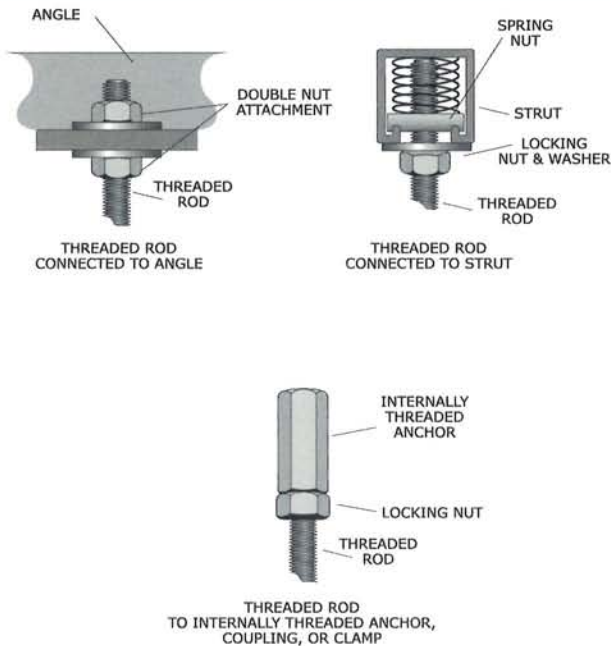 ANGLE
DOUBLE NUT
ATTACHMENT
THREADED
ROD
THREADED ROD
CONNECTED TO ANGLE
SPRING
NUT
STRUT
LOCKING
NUT & WASHER
THREADED
ROD
THREADED ROD
CONNECTED TO STRUT
INTERNALLY
THREADED
ANCHOR
LOCKING NUT
THREADED
ROD
THREADED ROD
TO INTERNALLY THREADED ANCHOR,
COUPLING, OR CLAMP